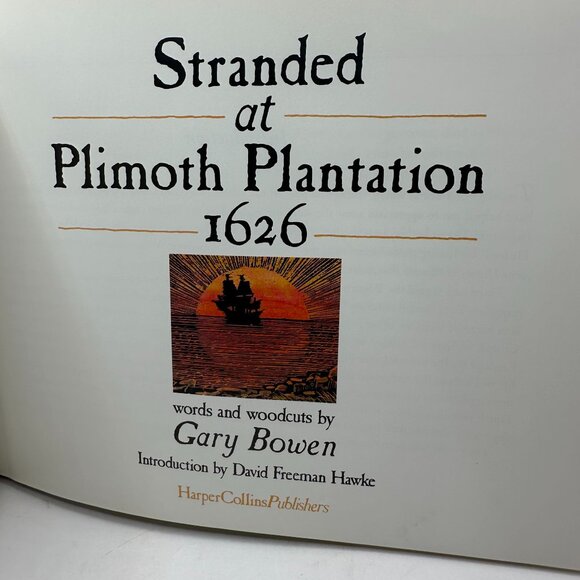 Stranded
at
Plimoth Plantation
1626
words and woodcuts by
Gary Bowen
Introduction by David Freeman Hawke
HarperCollinsPublishers